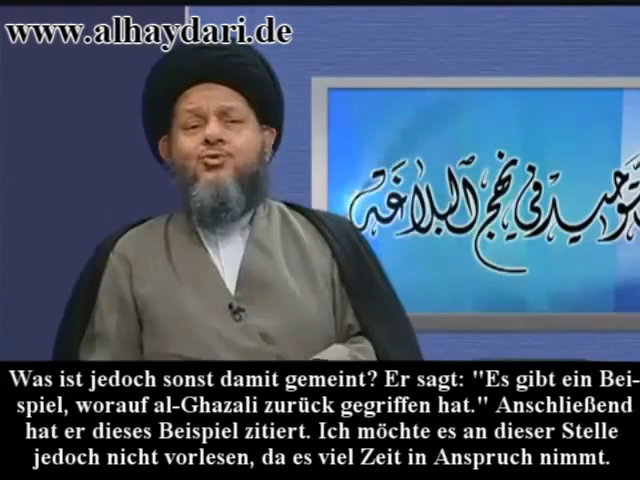 www.alhaydari.de
توحيد في نهج البلاغة
Was ist jedoch sonst damit gemeint? Er sagt: "Es gibt ein Bei-
spiel, worauf al-Ghazali zurück gegriffen hat." Anschließend
hat er dieses Beispiel zitiert. Ich möchte es an dieser Stelle
jedoch nicht vorlesen, da es viel Zeit in Anspruch nimmt.